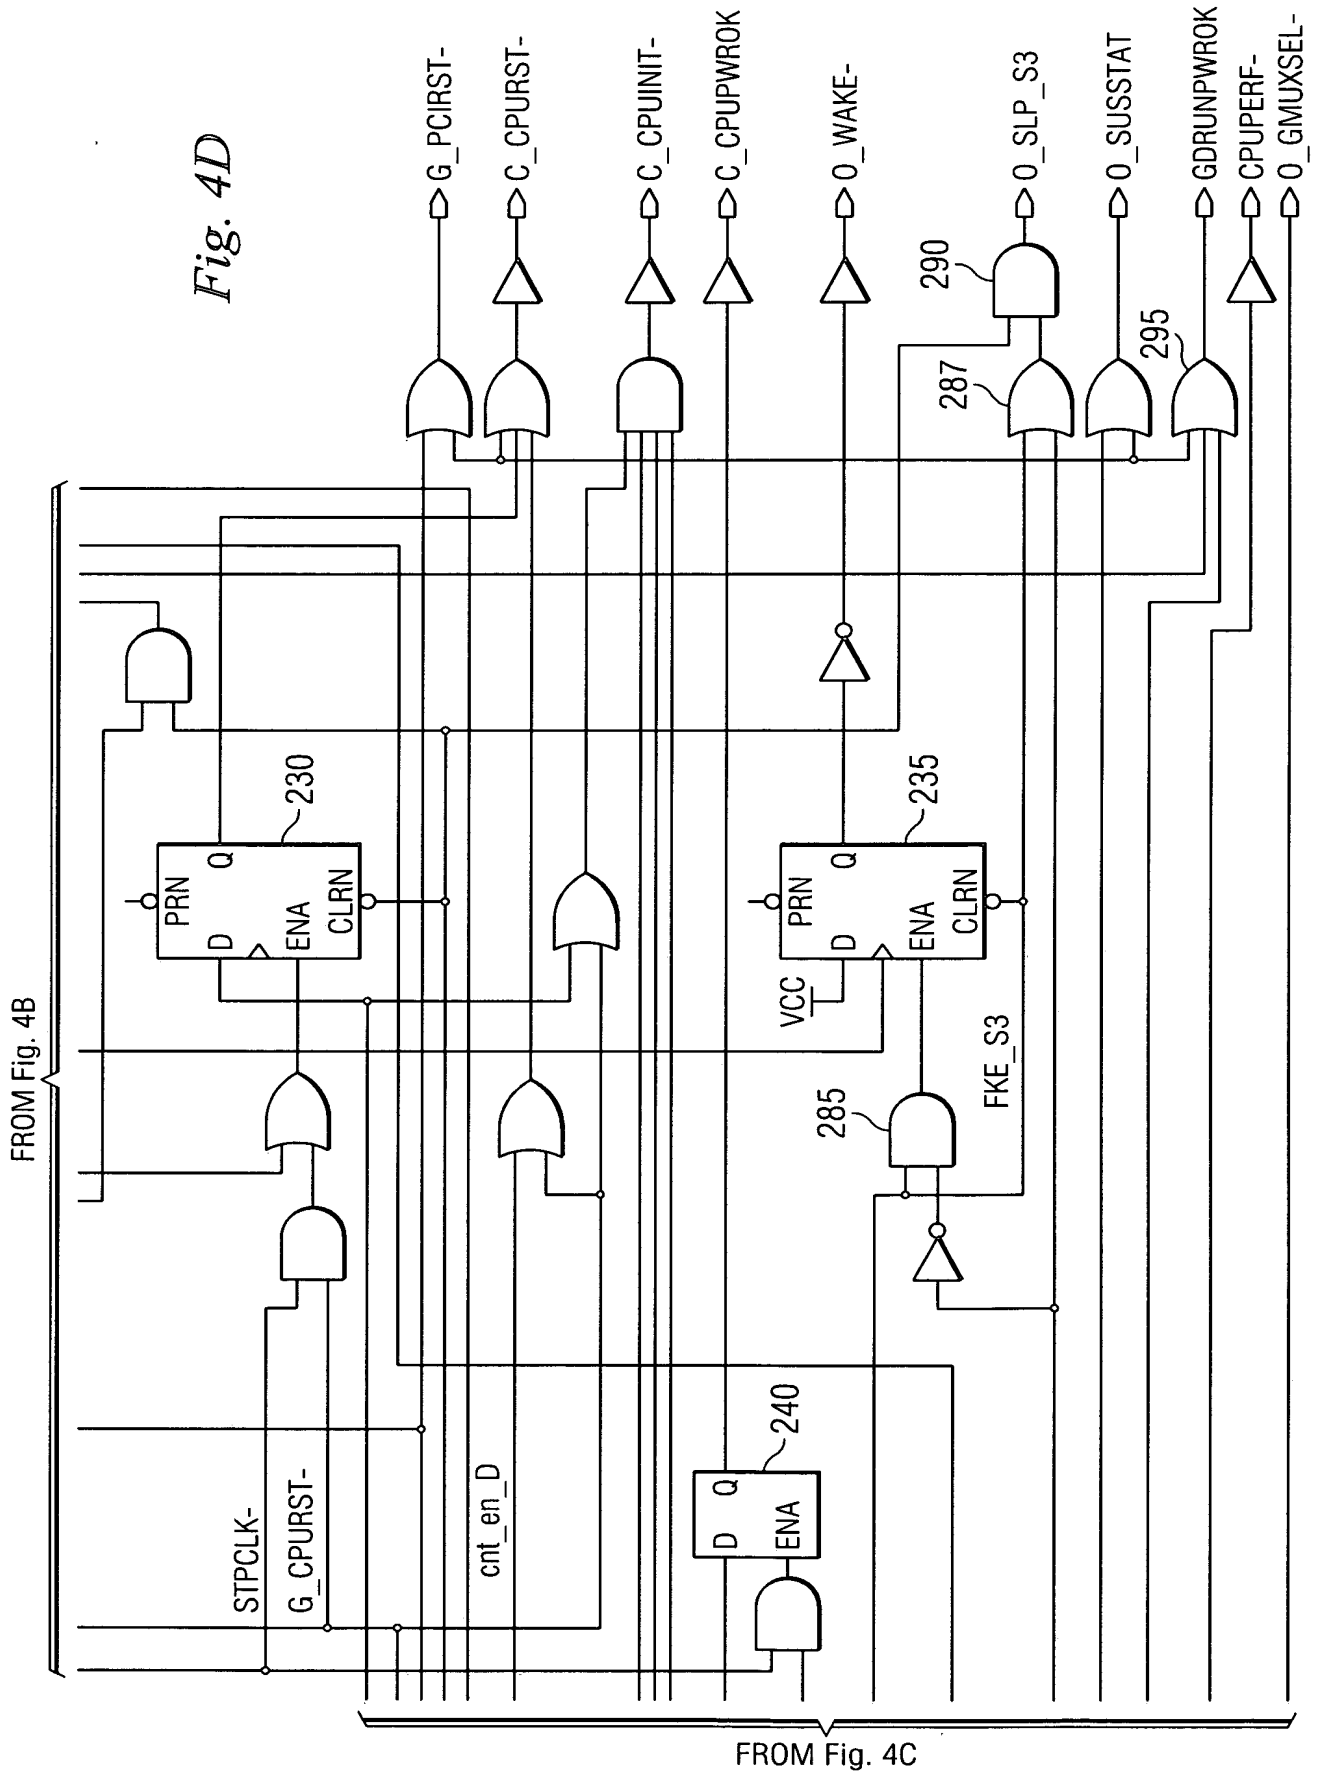 Fig. 4D
FROM Fig. 4B
G_PCIRST-
C_CPURST-
C_CPUINIT-
C_CPUPWROK
O_WAKE-
O_SLP_S3
O_SUSSTAT
GDRUNPWROK
CPUPERF-
O_GMUXSEL-
290
287
295
PRN
D
Q
ENA
CLRN
230
VCC
PRN
D
Q
ENA
CLRN
235
285
FKE_S3
STPCLK-
G_CPURST-
cnt_en_D
D
Q
ENA
240
FROM Fig. 4C